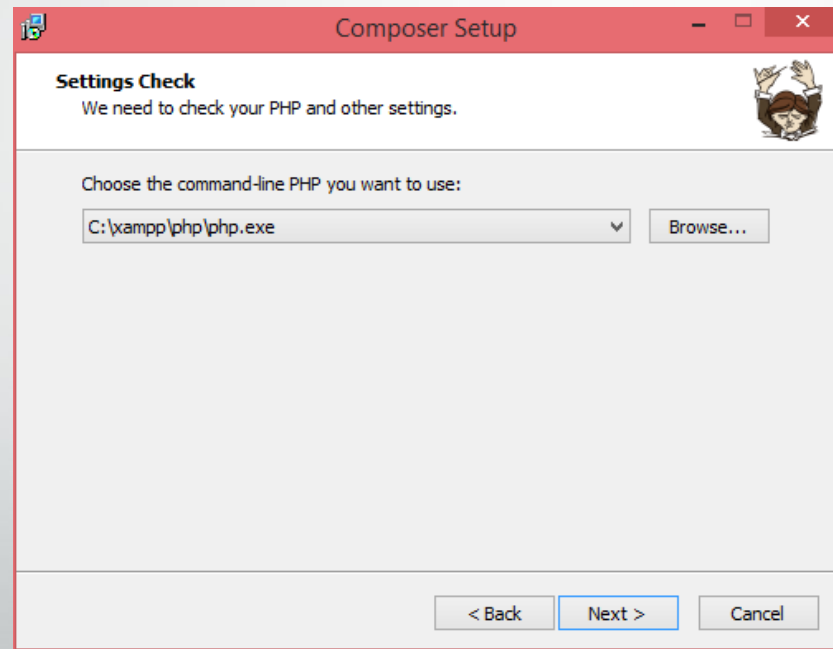 Composer Setup
Settings Check
We need to check your PHP and other settings.
Choose the command-line PHP you want to use:
C:\xampp\php\php.exe
Browse...
< Back
Next >
Cancel